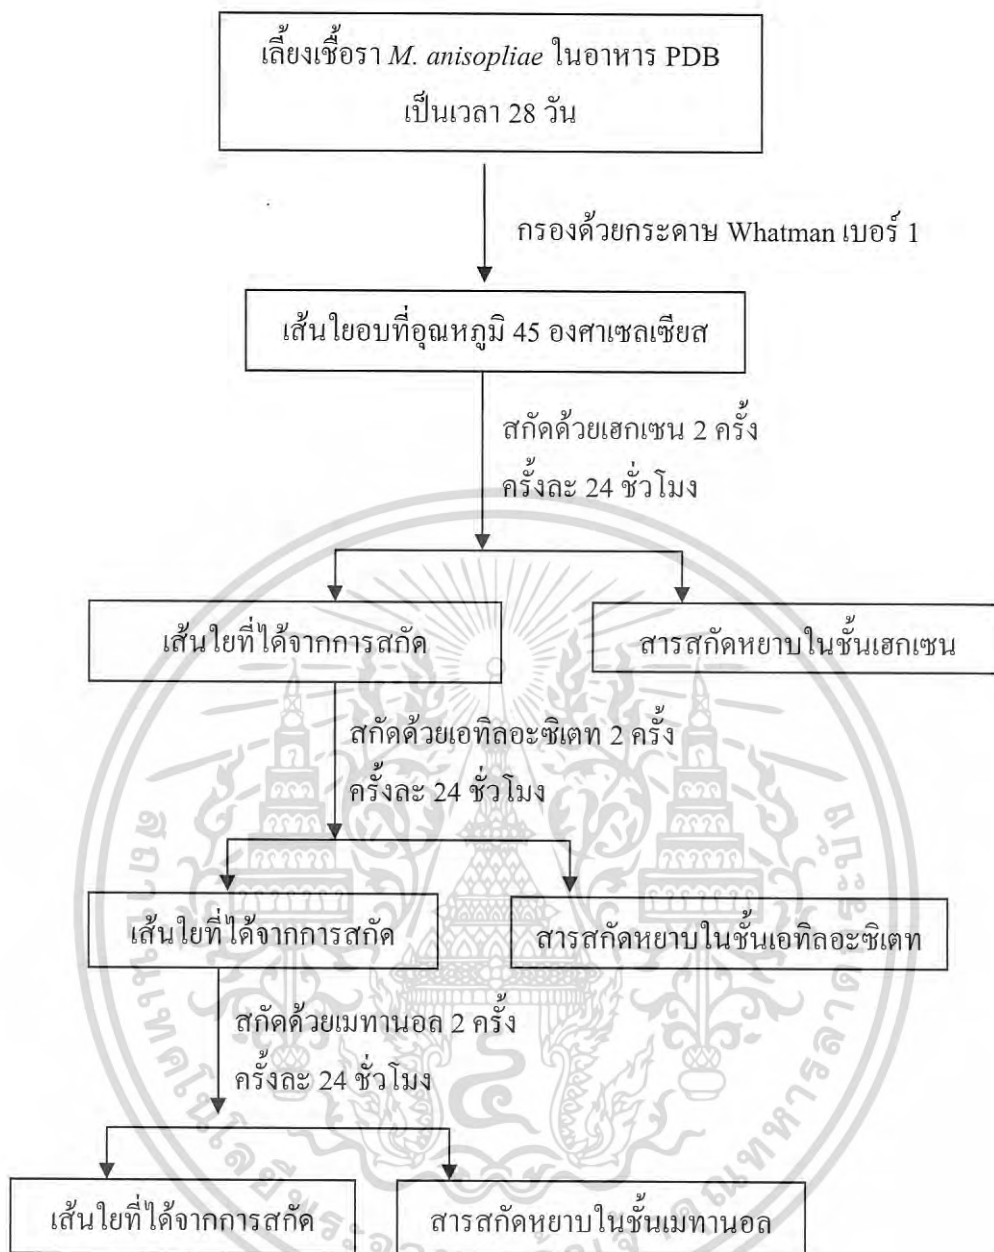 เลี้ยงเชื้อรา M. anisopliae ในอาหาร PDB
เป็นเวลา 28 วัน
กรองด้วยกระดาษ Whatman เบอร์ 1
เส้นใยอบที่อุณหภูมิ 45 องศาเซลเซียส
สกัดด้วยเฮกเซน 2 ครั้ง
ครั้งละ 24 ชั่วโมง
เส้นใยที่ได้จากการสกัด
สารสกัดหยาบในชั้นเฮกเซน
สกัดด้วยเอทิลอะซิเตท 2 ครั้ง
ครั้งละ 24 ชั่วโมง
เส้นใยที่ได้จากการสกัด
สารสกัดหยาบในชั้นเอทิลอะซิเตท
สกัดด้วยเมทานอล 2 ครั้ง
ครั้งละ 24 ชั่วโมง
เส้นใยที่ได้จากการสกัด
สารสกัดหยาบในชั้นเมทานอล